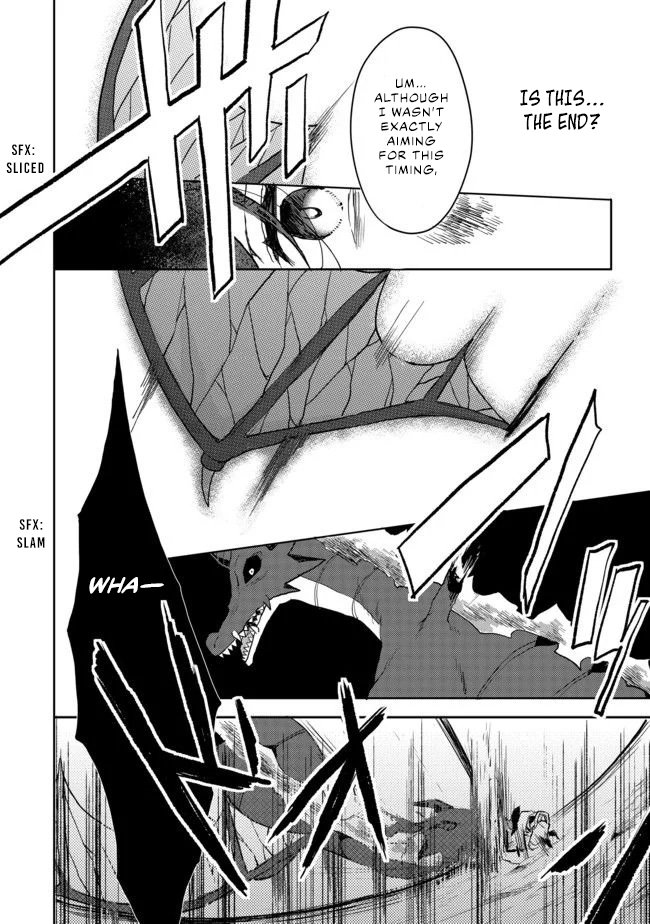 IS THIS...
THE END?
UM...
ALTHOUGH
I WASN'T
EXACTLY
AIMING
FOR THIS
TIMING.
SFX:
SLICED
WHA—
SFX:
SLAM